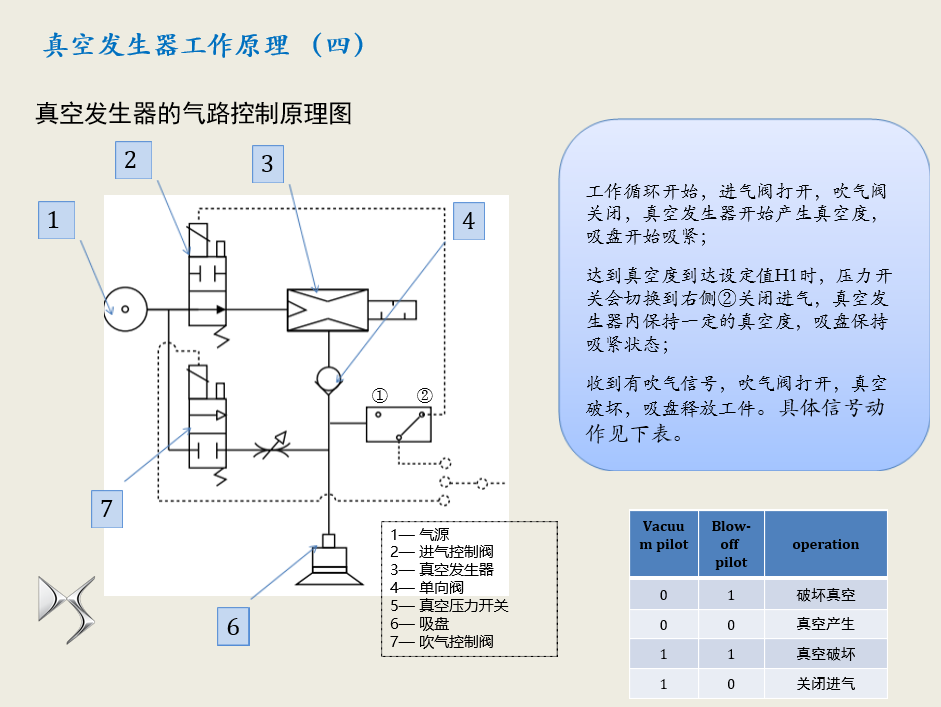 真空发生器工作原理 （四）
真空发生器的气路控制原理图
2
3
1
4
工作循环开始，进气阀打开，吹气阀
关闭，真空发生器开始产生真空度，
吸盘开始吸紧；
达到真空度到达设定值H1时，压力开
关会切换到右侧②关闭进气，真空发
生器内保持一定的真空度，吸盘保持
吸紧状态；
收到有吹气信号，吹气阀打开，真空
破坏，吸盘释放工件。具体信号动
作见下表。
① ②
7
6
1— 气源
2— 进气控制阀
3— 真空发生器
4— 单向阀
5— 真空压力开关
6— 吸盘
7— 吹气控制阀
Vacuu
m pilot
Blow-
off
pilot
operation
0 1 破坏真空
0 0 真空产生
1 1 真空破坏
1 0 关闭进气